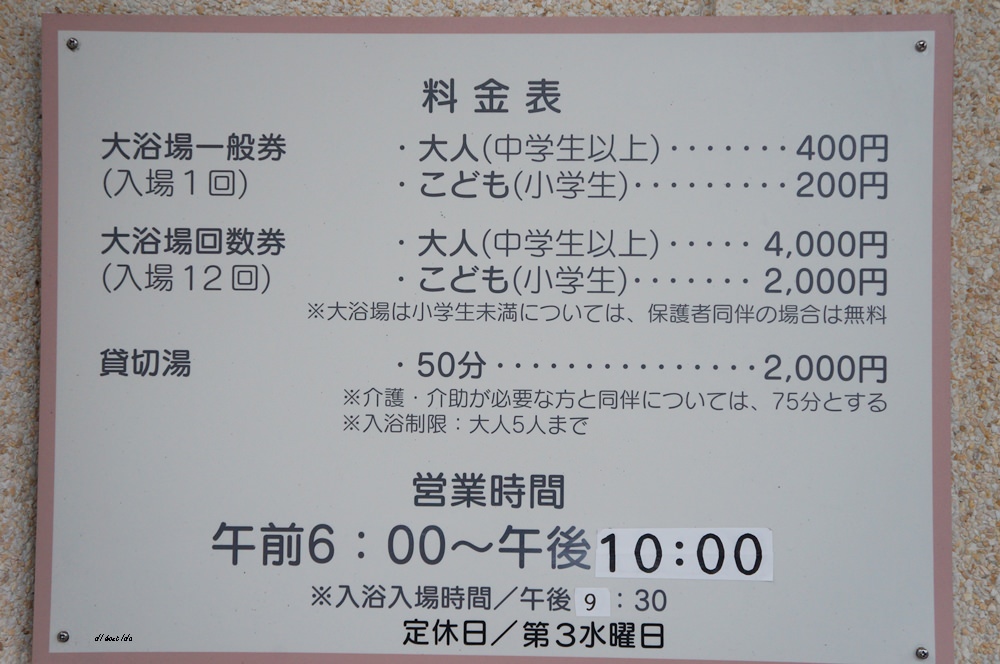 料金表
大浴場一般券 ・大人(中学生以上)・・・・・・・400円
(入場1回) ・こども(小学生)・・・・・・・・・200円
大浴場回数券 ・大人(中学生以上)・・・・・4,000円
(入場12回) ・こども(小学生)・・・・・・・2,000円
※大浴場は小学生未満については、保護者同伴の場合は無料
貸切湯 ・50分・・・・・・・・・・・・・・・2,000円
※介護・介助が必要な方と同伴については、75分とする
※入浴制限：大人5人まで
営業時間
午前6：00～午後10:00
※入浴入場時間／午後9：30
定休日／第3水曜日